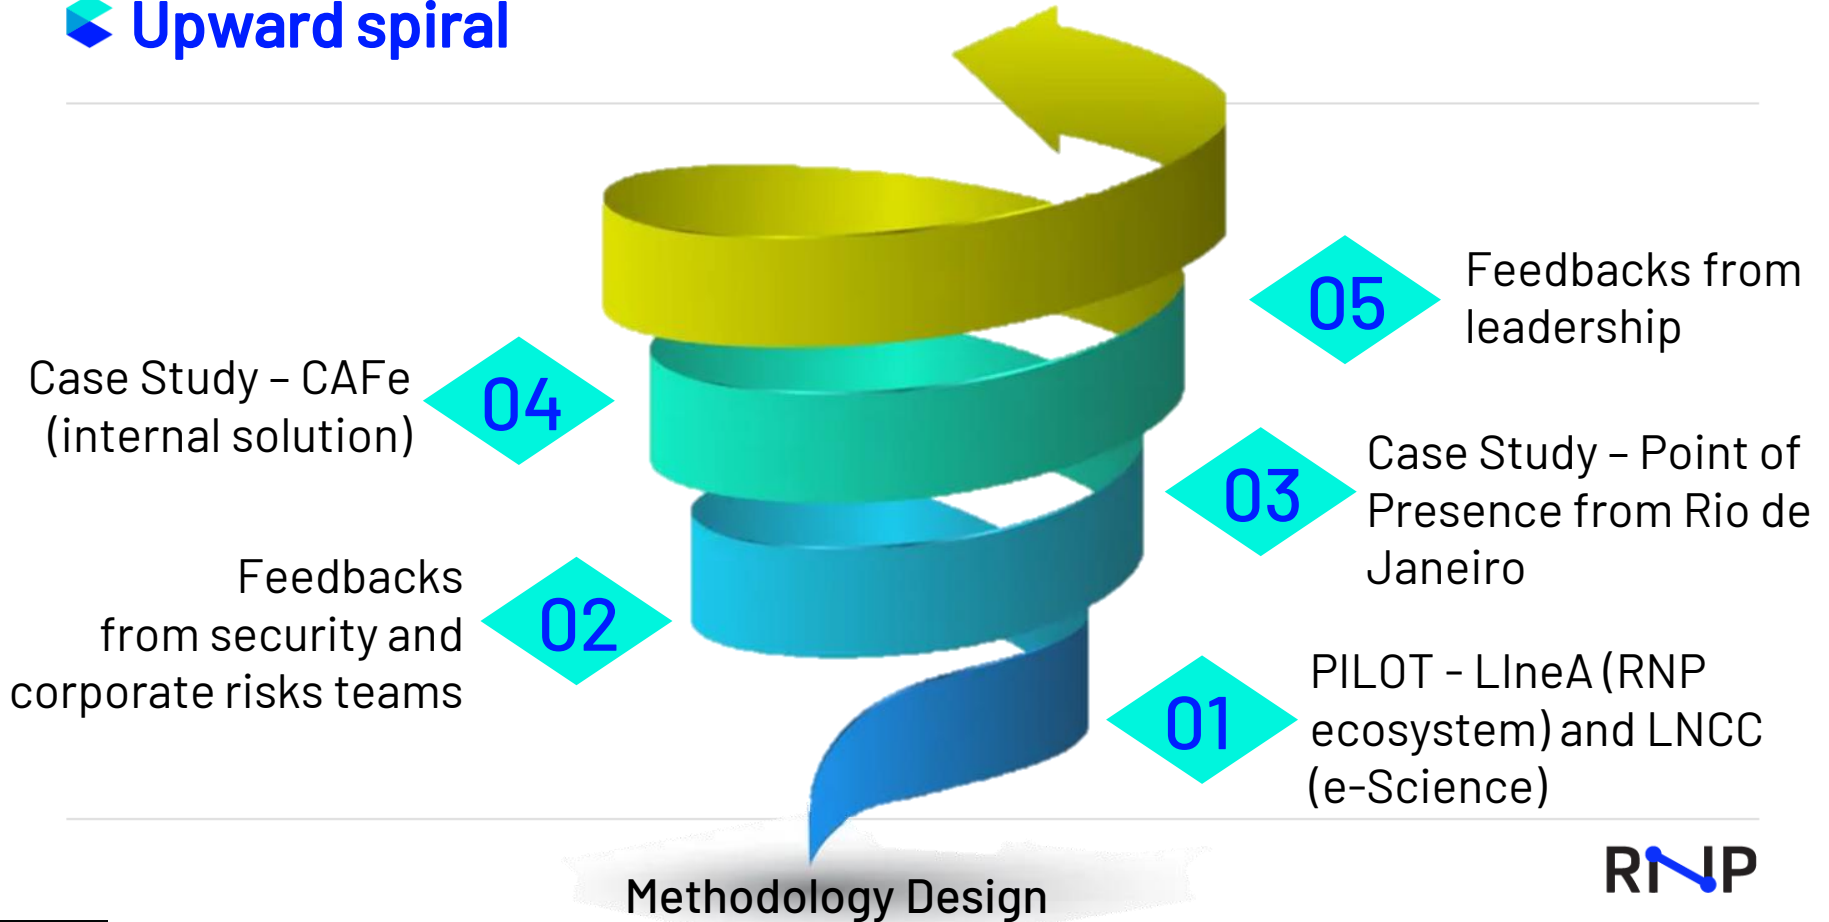 Upward spiral
05
Feedbacks from
leadership
Case Study – CAFe
(internal solution)
04
03
Case Study – Point of
Presence from Rio de
Janeiro
Feedbacks
from security and
corporate risks teams
02
01
PILOT - LIneA (RNP
ecosystem) and LNCC
(e-Science)
Methodology Design
RNP